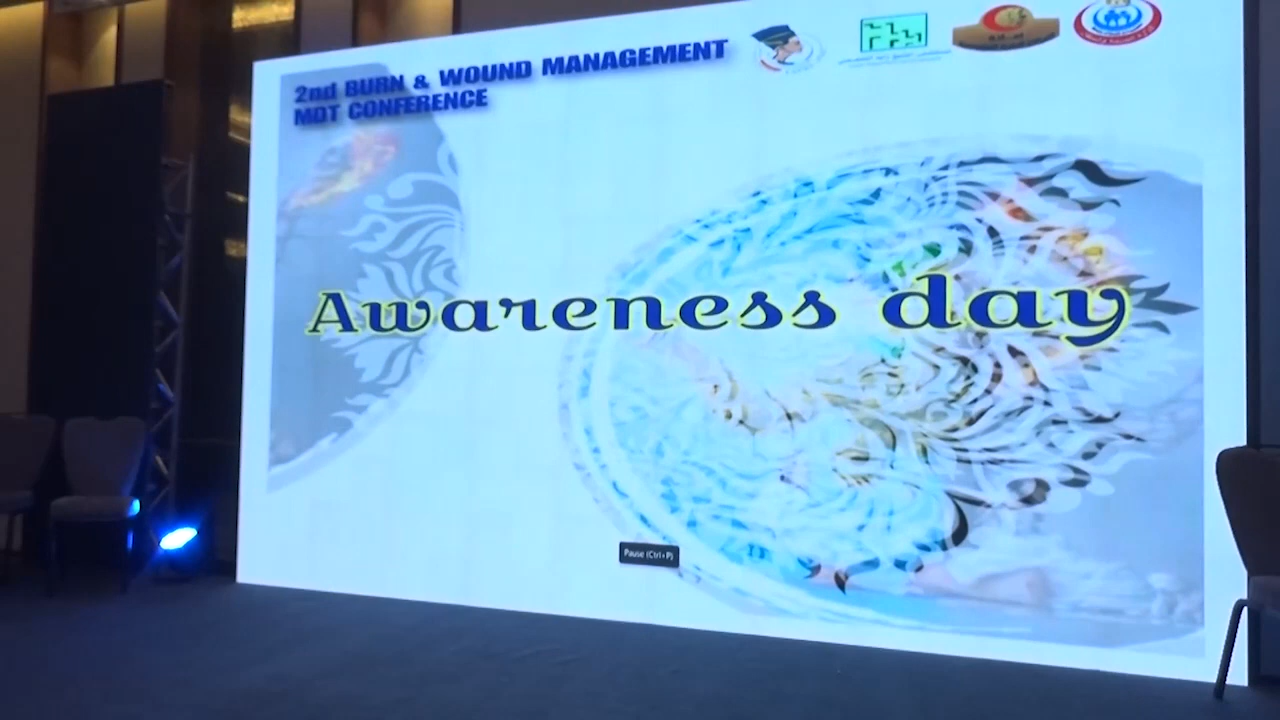 2nd BURN & WOUND MANAGEMENT
MDT CONFERENCE
Awareness day
Pause (Ctrl+P)